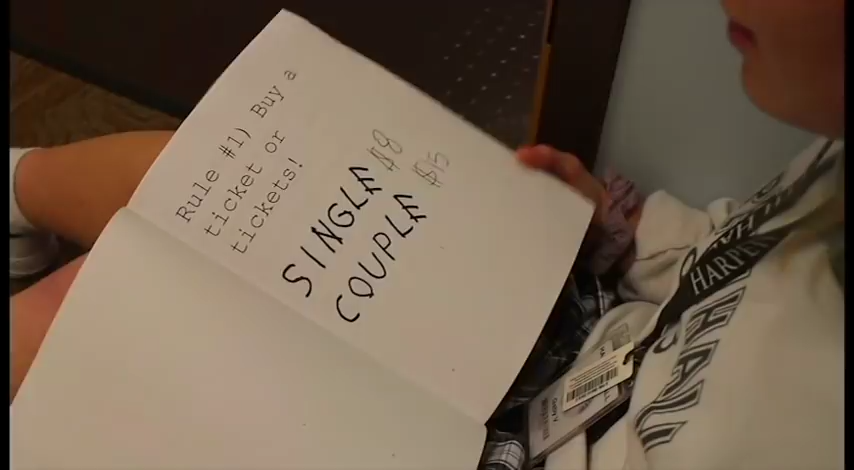 Rule #1) Buy a
ticket or
tickets!
SINGLE $8
COUPLE $15
HARPER